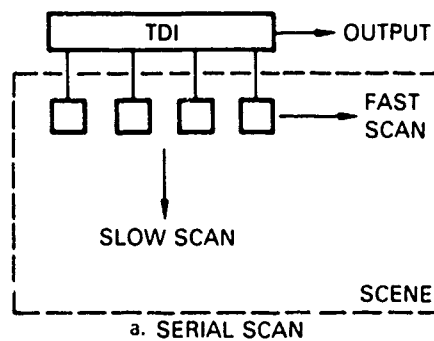 TDI
OUTPUT
FAST
SCAN
SLOW SCAN
SCENE
a. SERIAL SCAN